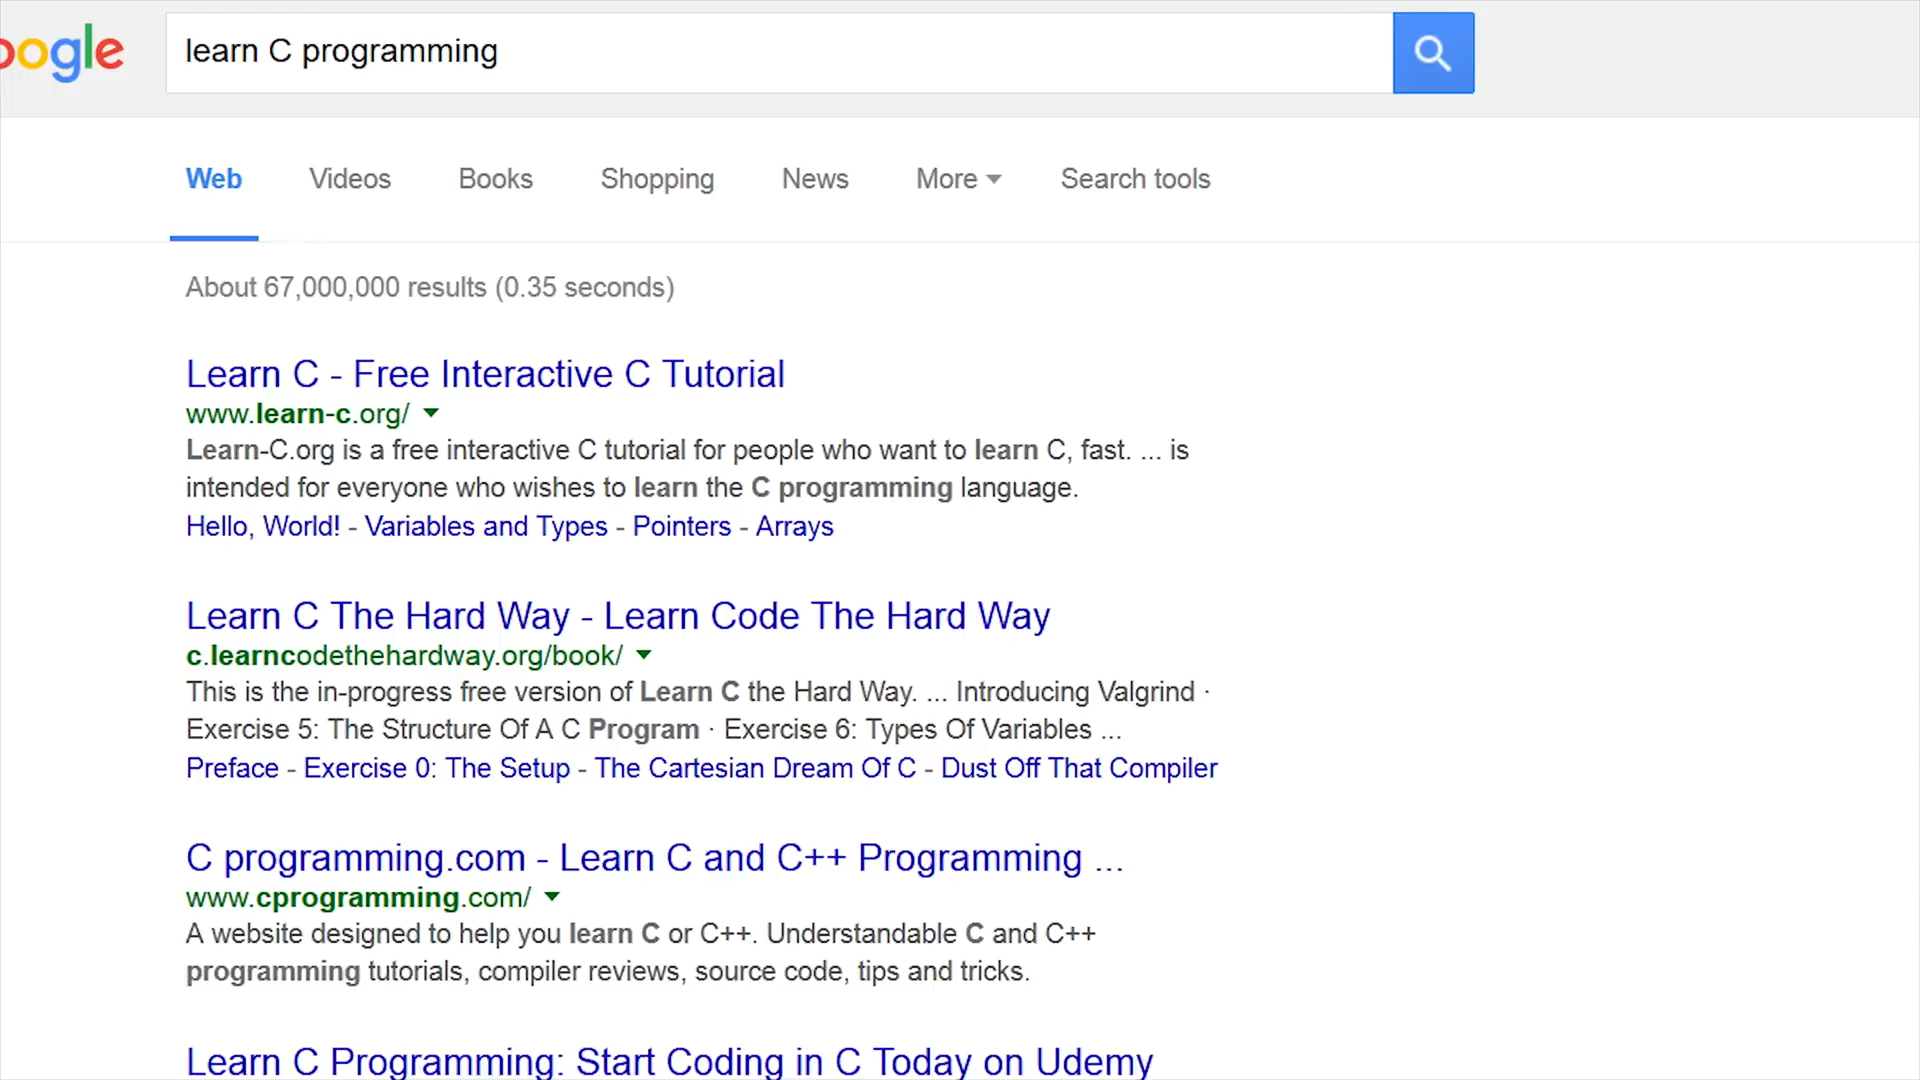 oogle
learn C programming
Web Videos Books Shopping News More Search tools
About 67,000,000 results (0.35 seconds)
Learn C - Free Interactive C Tutorial
www.learn-c.org/
Learn-C.org is a free interactive C tutorial for people who want to learn C, fast. ... is
intended for everyone who wishes to learn the C programming language.
Hello, World! - Variables and Types - Pointers - Arrays
Learn C The Hard Way - Learn Code The Hard Way
c.learncodethehardway.org/book/
This is the in-progress free version of Learn C the Hard Way. ... Introducing Valgrind ·
Exercise 5: The Structure Of A C Program · Exercise 6: Types Of Variables ...
Preface - Exercise 0: The Setup - The Cartesian Dream Of C - Dust Off That Compiler
C programming.com - Learn C and C++ Programming ...
www.cprogramming.com/
A website designed to help you learn C or C++. Understandable C and C++
programming tutorials, compiler reviews, source code, tips and tricks.
Learn C Programming: Start Coding in C Today on Udemy